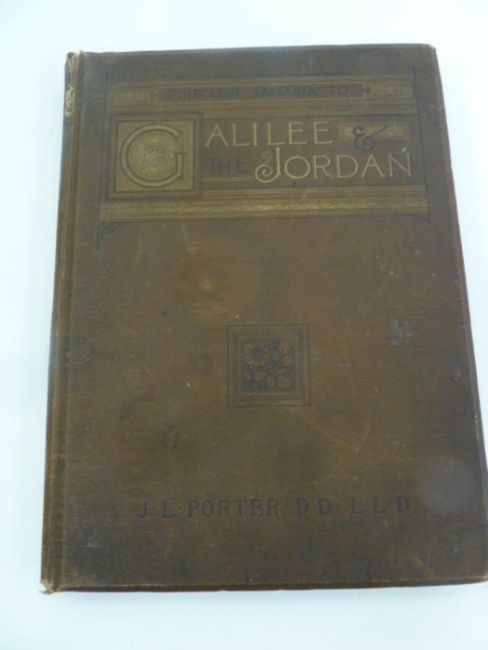 THROUGH SAMARIA TO
GALILEE &
THE JORDAN
J. L. PORTER. D. D. L. L. D